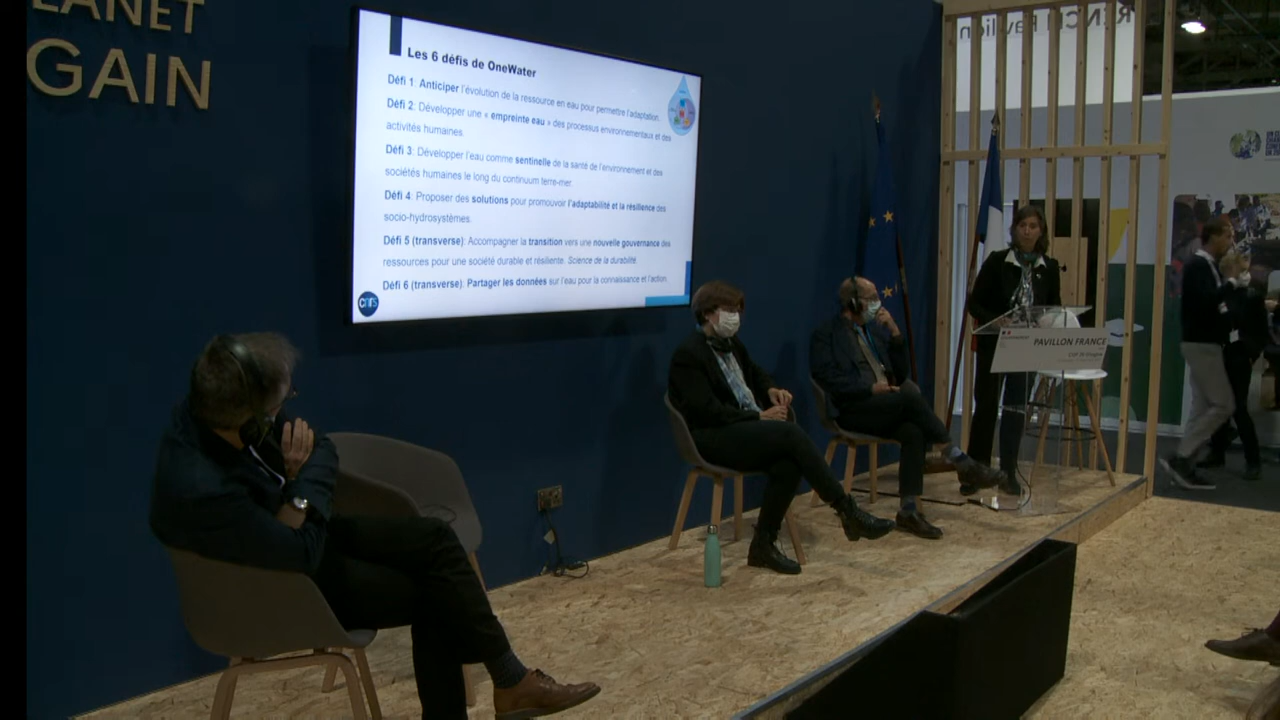 LANET
GAIN
Les 6 défis de OneWater
Défi 1: Anticiper l'évolution de la ressource en eau pour permettre l'adaptation.
Défi 2: Développer une « empreinte eau » des processus environnementaux et des
activités humaines.
Défi 3: Développer l'eau comme sentinelle de la santé de l'environnement et des
sociétés humaines le long du continuum terre-mer.
Défi 4: Proposer des solutions pour promouvoir l'adaptabilité et la résilience des
socio-hydrosystèmes.
Défi 5 (transverse): Accompagner la transition vers une nouvelle gouvernance des
ressources pour une société durable et résiliente. Science de la durabilité.
Défi 6 (transverse): Partager les données sur l'eau pour la connaissance et l'action.
cnrs
PAVILLON FRANCE